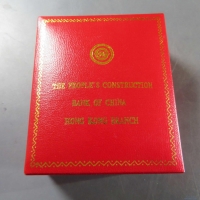 THE PEOPLE'S CONSTRUCTION
BANK OF CHINA
HONG KONG BRANCH